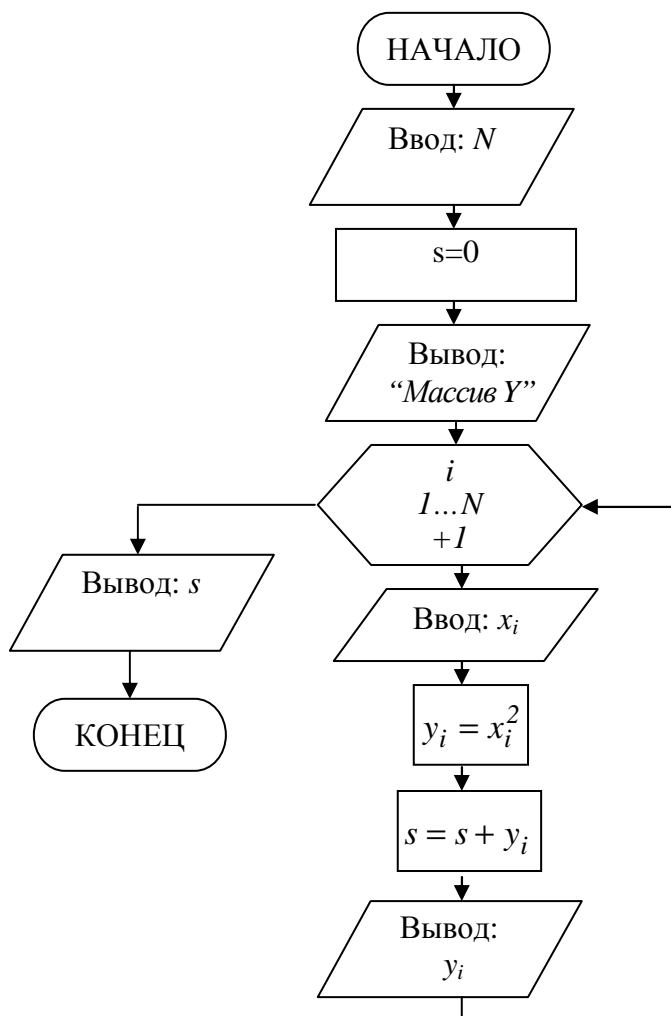 НАЧАЛО
Ввод: N
s=0
Вывод:
“Массив Y”
i
1...N
+1
Вывод: s
КОНЕЦ
Ввод: xᵢ
yᵢ = xᵢ²
s = s + yᵢ
Вывод:
yᵢ